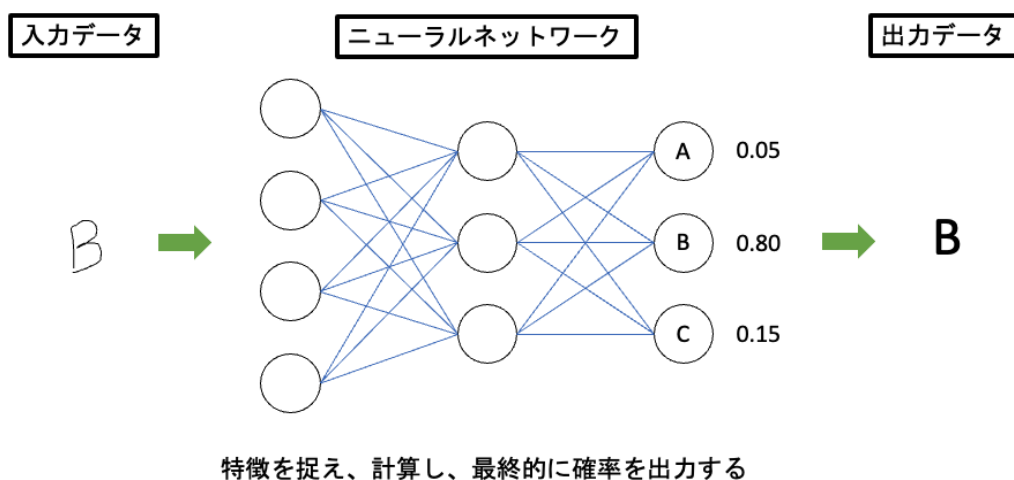 入力データ
ニューラルネットワーク
出力データ
A 0.05
B
B 0.80
B
C 0.15
特徴を捉え、計算し、最終的に確率を出力する